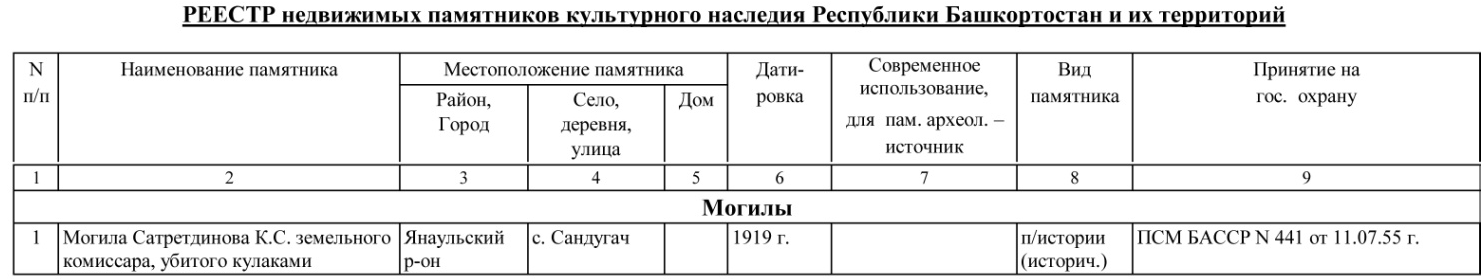 РЕЕСТР недвижимых памятников культурного наследия Республики Башкортостан и их территорий
N п/п
Наименование памятника
Местоположение памятника
Район, Город
Село, деревня, улица
Дом
Дати-
ровка
Современное
использование,
для пам. археол. –
источник
Вид
памятника
Принятие на
гос. охрану
1 2 3 4 5 6 7 8 9
Могилы
1 Могила Сатретдинова К.С. земельного Янаульский с. Сандугач 1919 г. п/истории ПСМ БАССР N 441 от 11.07.55 г.
комиссара, убитого кулаками р-он (историч.)